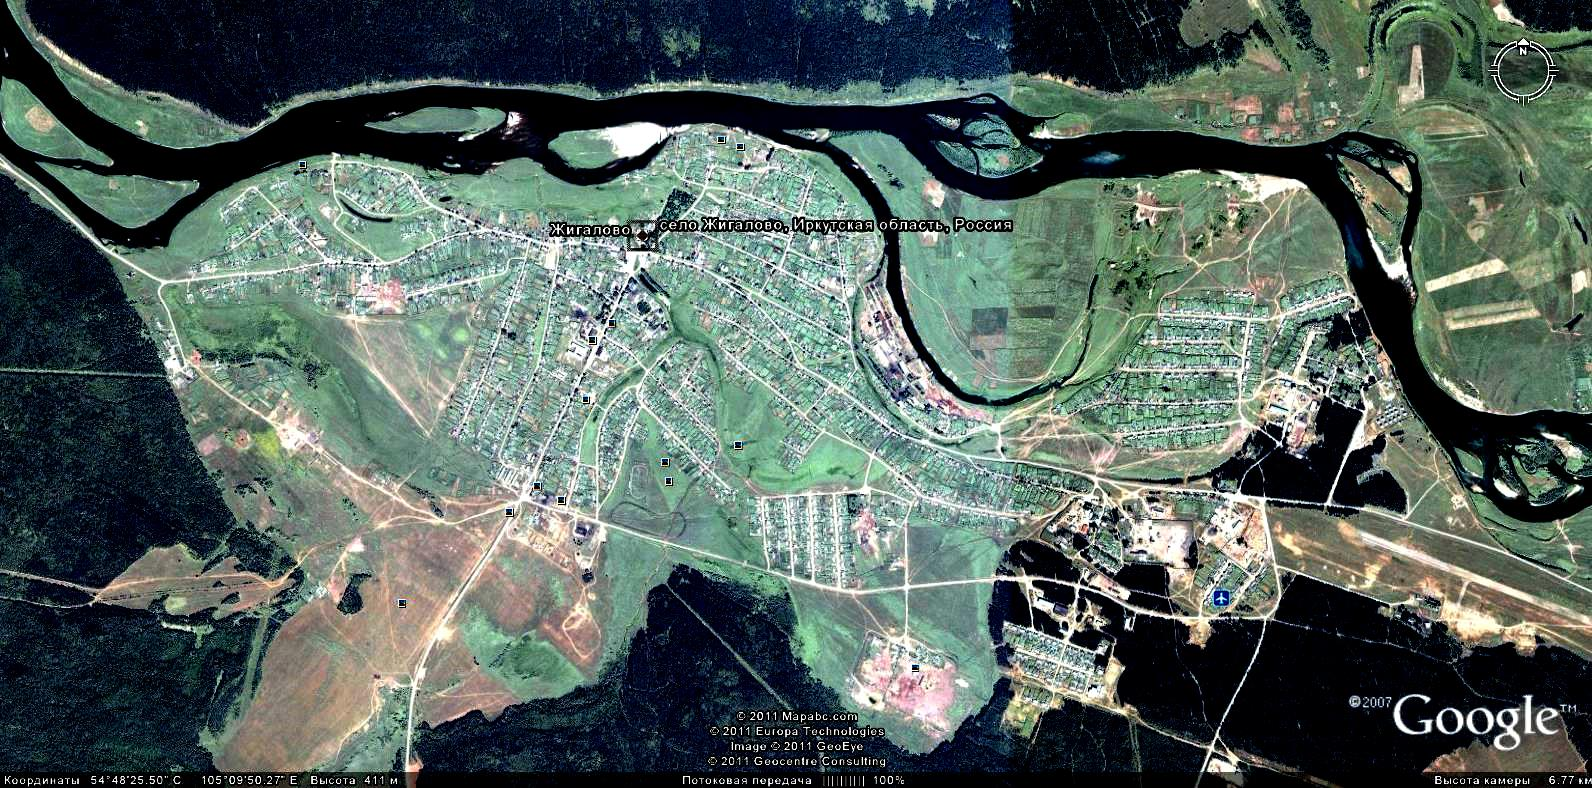 N
Жигалово
село Жигалово, Иркутская область, Россия
©2007 Google™
© 2011 Mapabc.com
© 2011 Europa Technologies
Image © 2011 GeoEye
© 2011 Geocentre Consulting
Координаты 54°48'25.50" С 105°09'50.27" Е Высота 411 м
Потоковая передача |||||||||| 100%
Высота камеры 6.77 км